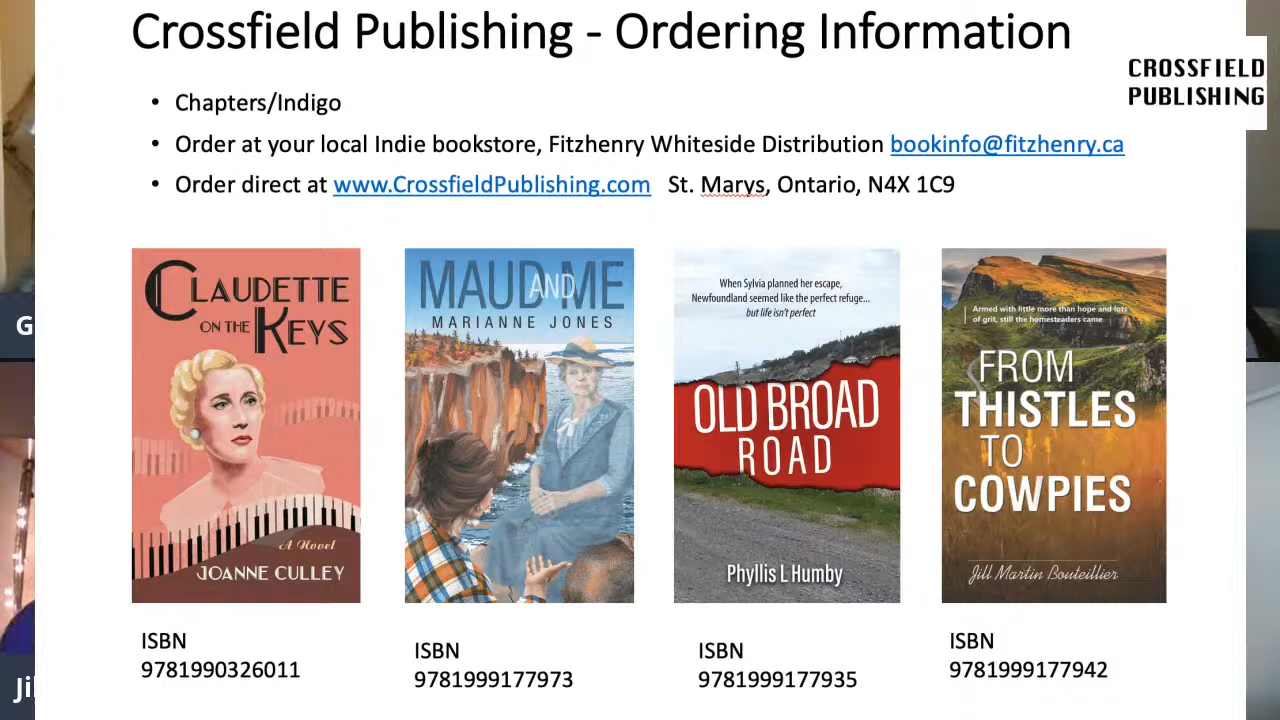 Crossfield Publishing - Ordering Information
CROSSFIELD
PUBLISHING
• Chapters/Indigo
• Order at your local Indie bookstore, Fitzhenry Whiteside Distribution bookinfo@fitzhenry.ca
• Order direct at www.CrossfieldPublishing.com St. Marys, Ontario, N4X 1C9
CLAUDETTE
ON THE KEYS
A Novel
JOANNE CULLEY
MAUD AND ME
MARIANNE JONES
When Sylvia planned her escape,
Newfoundland seemed like the perfect refuge...
but life isn't perfect
OLD BROAD
ROAD
Phyllis L Humby
Armed with little more than hope and lots
of grit, still the homesteaders came
FROM
THISTLES
TO
COWPIES
Jill Martin Bouteillier
ISBN
9781990326011
ISBN
9781999177973
ISBN
9781999177935
ISBN
9781999177942
G